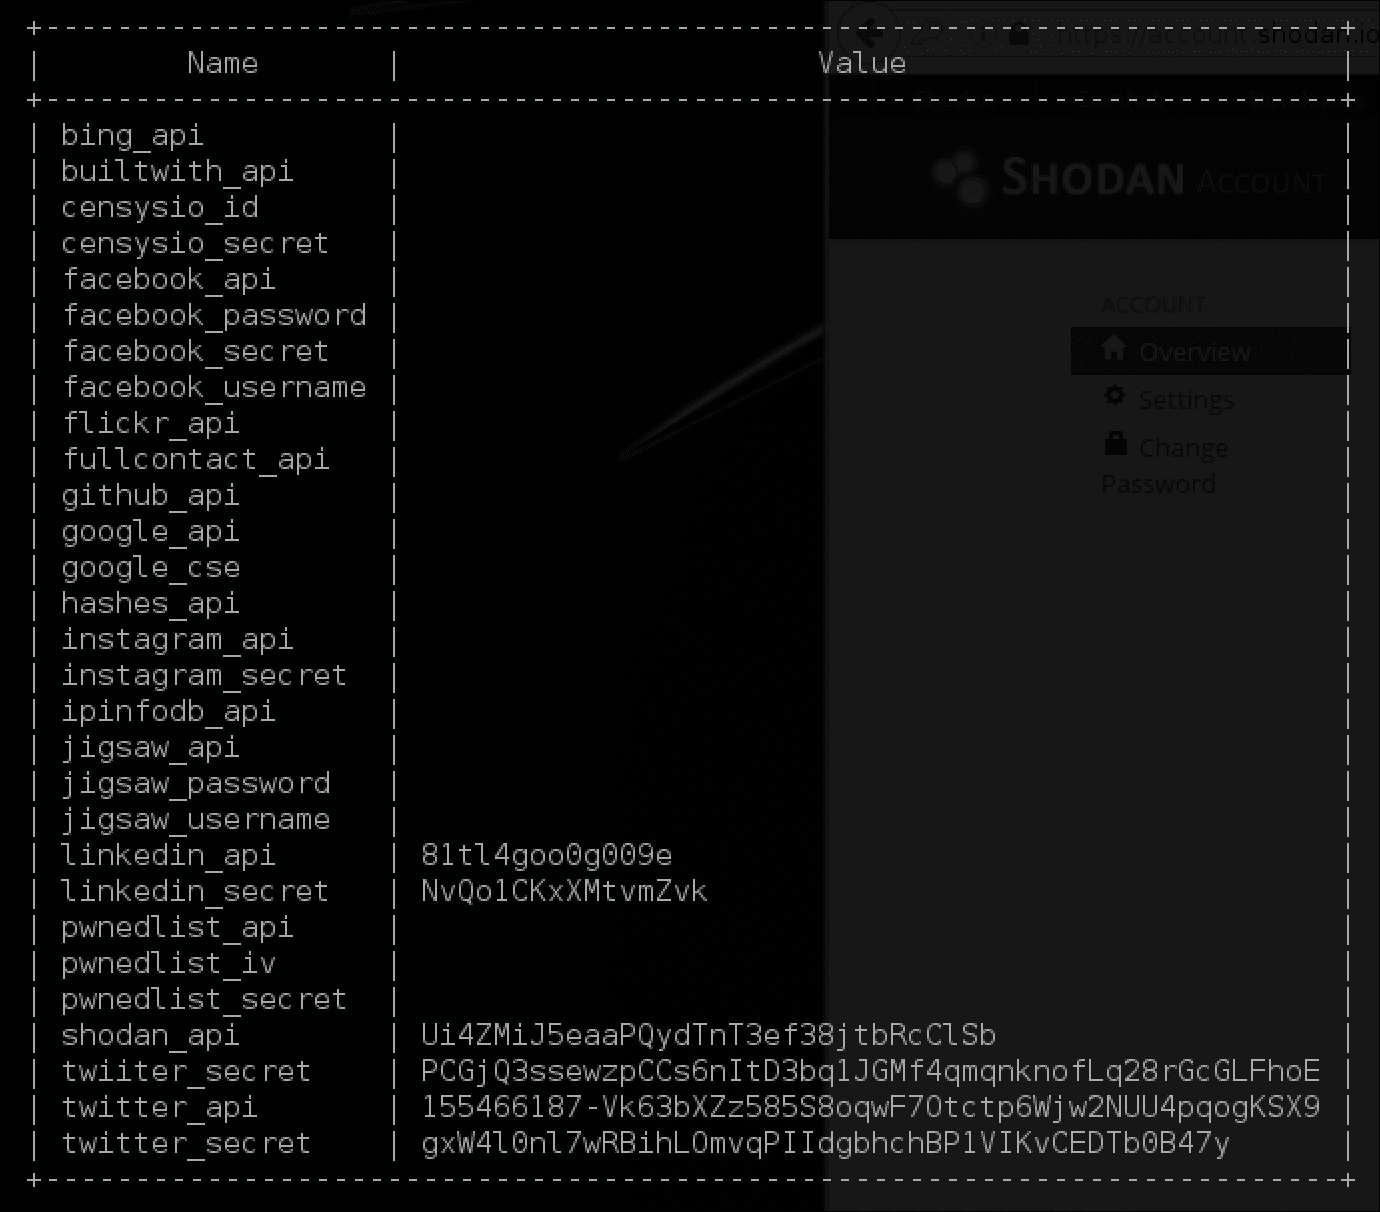 https://account.shodan.io
Name Value
SHODAN ACCOUNT
bing_api
builtwith_api
censysio_id
censysio_secret
facebook_api
ACCOUNT
facebook_password
facebook_secret
Overview
facebook_username
Settings
flickr_api
Change
fullcontact_api
Password
github_api
google_api
google_cse
hashes_api
instagram_api
instagram_secret
ipinfodb_api
jigsaw_api
jigsaw_password
jigsaw_username
linkedin_api 81tl4goo0g009e
linkedin_secret NvQo1CKxXMtvmZvk
pwnedlist_api
pwnedlist_iv
pwnedlist_secret
shodan_api Ui4ZMiJ5eaaPQydTnT3ef38jtbRcClSb
twiiter_secret PCGjQ3ssewzpCCs6nItD3bq1JGMf4qmqnknofLq28rGcGLFhoE
twitter_api 155466187-Vk63bXZz585S8oqwF7Otctp6Wjw2NUU4pqogKSX9
twitter_secret gxW4l0nl7wRBihLOmvqPIIdgbhchBP1VIKvCEDTb0B47y